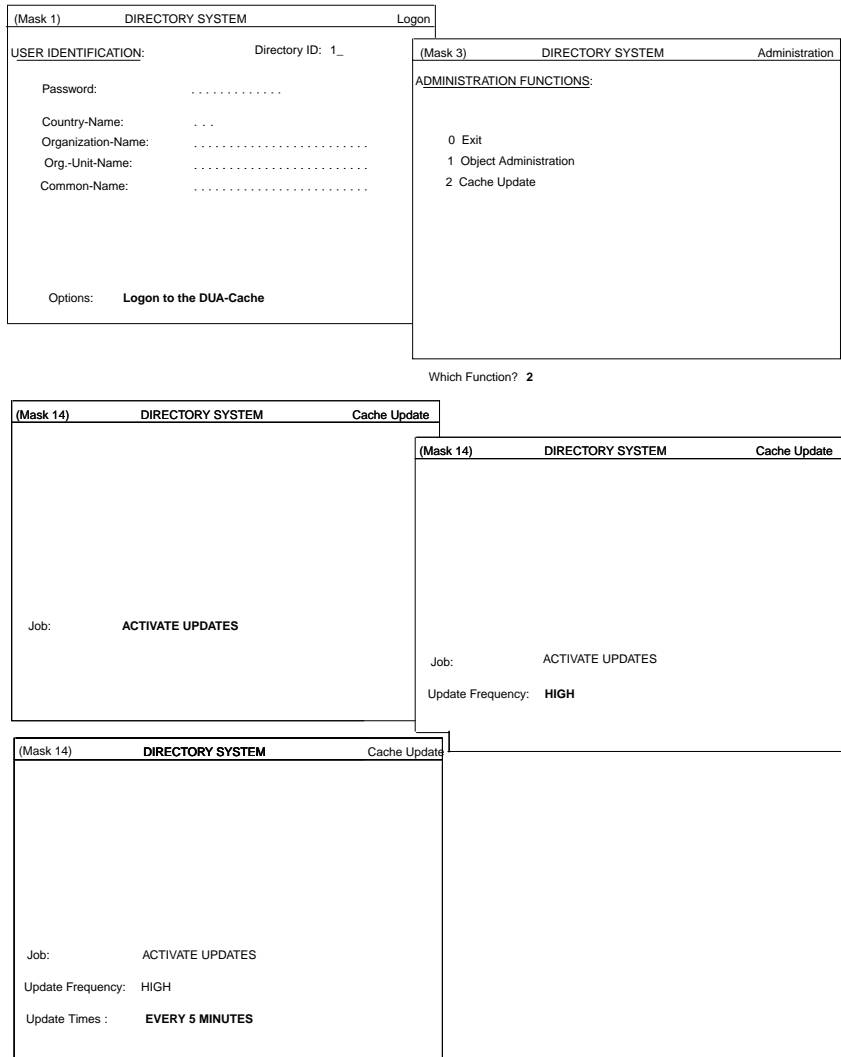 (Mask 1) DIRECTORY SYSTEM Logon
USER IDENTIFICATION: Directory ID: 1_
Password: . . . . . . . . . . . . .
Country-Name: . . .
Organization-Name: . . . . . . . . . . . . . . . . . . . . . . . . .
Org.-Unit-Name: . . . . . . . . . . . . . . . . . . . . . . . . .
Common-Name: . . . . . . . . . . . . . . . . . . . . . . . . .
Options: Logon to the DUA-Cache
(Mask 3) DIRECTORY SYSTEM Administration
ADMINISTRATION FUNCTIONS:
0 Exit
1 Object Administration
2 Cache Update
Which Function? 2
(Mask 14) DIRECTORY SYSTEM Cache Update
Job: ACTIVATE UPDATES
(Mask 14) DIRECTORY SYSTEM Cache Update
Job: ACTIVATE UPDATES
Update Frequency: HIGH
(Mask 14) DIRECTORY SYSTEM Cache Update
Job: ACTIVATE UPDATES
Update Frequency: HIGH
Update Times : EVERY 5 MINUTES